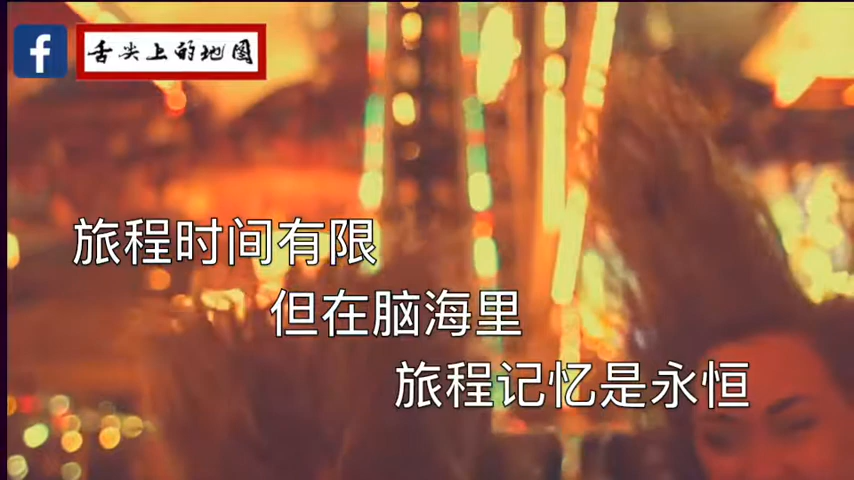 舌尖上的地图
旅程时间有限
但在脑海里
旅程记忆是永恒